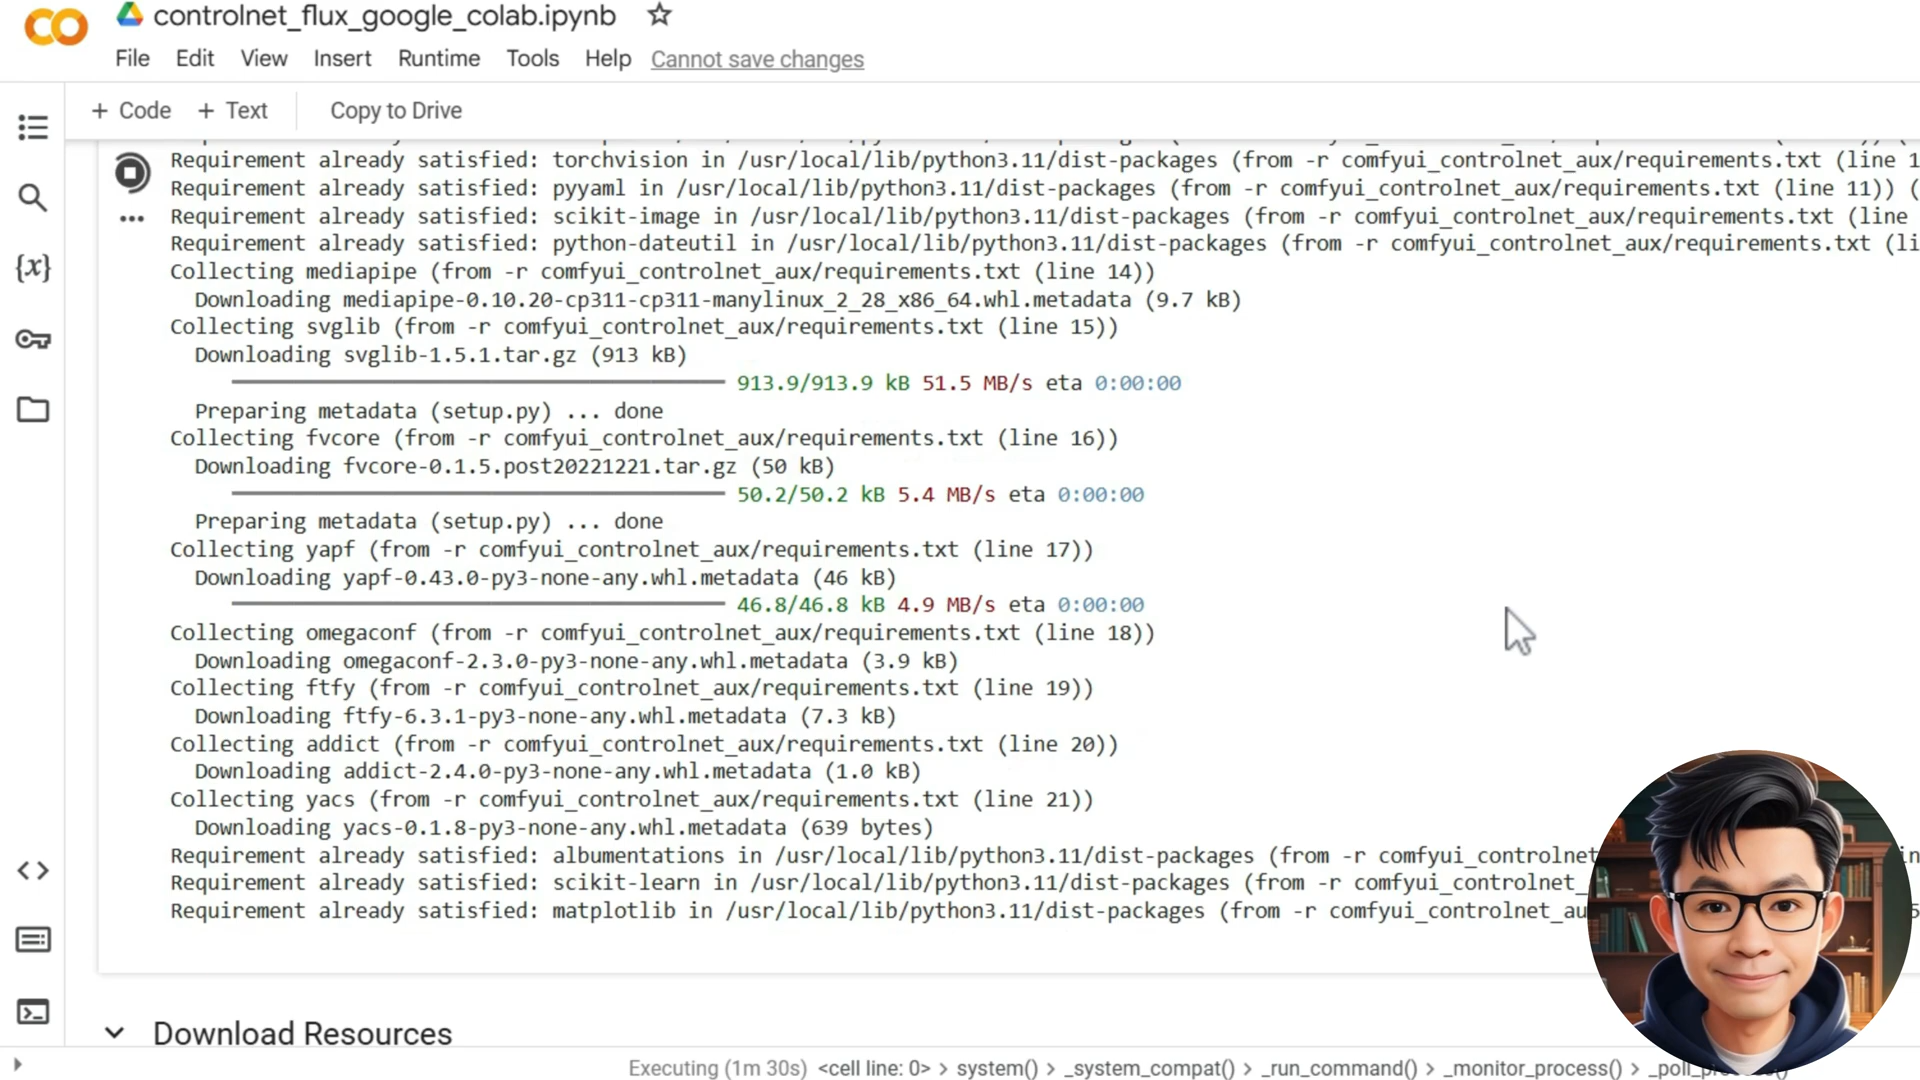 controlnet_flux_google_colab.ipynb
File Edit View Insert Runtime Tools Help Cannot save changes
+ Code + Text Copy to Drive
Requirement already satisfied: torchvision in /usr/local/lib/python3.11/dist-packages (from -r comfyui_controlnet_aux/requirements.txt (line 1
Requirement already satisfied: pyyaml in /usr/local/lib/python3.11/dist-packages (from -r comfyui_controlnet_aux/requirements.txt (line 11)) (
Requirement already satisfied: scikit-image in /usr/local/lib/python3.11/dist-packages (from -r comfyui_controlnet_aux/requirements.txt (line
Requirement already satisfied: python-dateutil in /usr/local/lib/python3.11/dist-packages (from -r comfyui_controlnet_aux/requirements.txt (li
Collecting mediapipe (from -r comfyui_controlnet_aux/requirements.txt (line 14))
Downloading mediapipe-0.10.20-cp311-cp311-manylinux_2_28_x86_64.whl.metadata (9.7 kB)
Collecting svglib (from -r comfyui_controlnet_aux/requirements.txt (line 15))
Downloading svglib-1.5.1.tar.gz (913 kB)
913.9/913.9 kB 51.5 MB/s eta 0:00:00
Preparing metadata (setup.py) ... done
Collecting fvcore (from -r comfyui_controlnet_aux/requirements.txt (line 16))
Downloading fvcore-0.1.5.post20221221.tar.gz (50 kB)
50.2/50.2 kB 5.4 MB/s eta 0:00:00
Preparing metadata (setup.py) ... done
Collecting yapf (from -r comfyui_controlnet_aux/requirements.txt (line 17))
Downloading yapf-0.43.0-py3-none-any.whl.metadata (46 kB)
46.8/46.8 kB 4.9 MB/s eta 0:00:00
Collecting omegaconf (from -r comfyui_controlnet_aux/requirements.txt (line 18))
Downloading omegaconf-2.3.0-py3-none-any.whl.metadata (3.9 kB)
Collecting ftfy (from -r comfyui_controlnet_aux/requirements.txt (line 19))
Downloading ftfy-6.3.1-py3-none-any.whl.metadata (7.3 kB)
Collecting addict (from -r comfyui_controlnet_aux/requirements.txt (line 20))
Downloading addict-2.4.0-py3-none-any.whl.metadata (1.0 kB)
Collecting yacs (from -r comfyui_controlnet_aux/requirements.txt (line 21))
Downloading yacs-0.1.8-py3-none-any.whl.metadata (639 bytes)
Requirement already satisfied: albumentations in /usr/local/lib/python3.11/dist-packages (from -r comfyui_controlnet
Requirement already satisfied: scikit-learn in /usr/local/lib/python3.11/dist-packages (from -r comfyui_controlnet_
Requirement already satisfied: matplotlib in /usr/local/lib/python3.11/dist-packages (from -r comfyui_controlnet_au
Download Resources
Executing (1m 30s) <cell line: 0> > system() > _system_compat() > _run_command() > _monitor_process() >